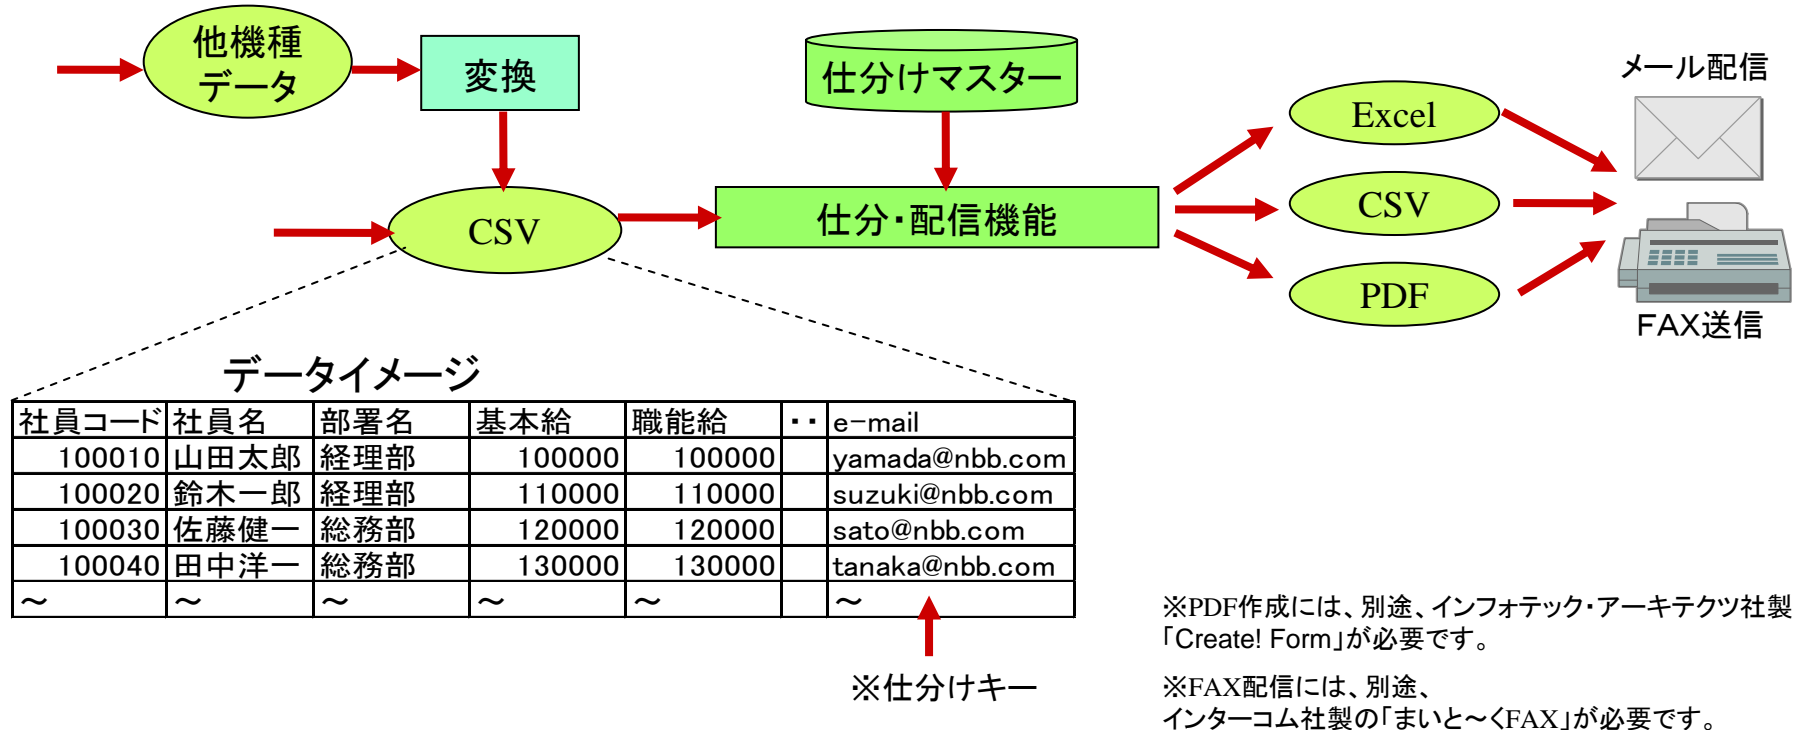 他機種
データ
変換
仕分けマスター
メール配信
Excel
CSV
仕分・配信機能
CSV
PDF
FAX送信
データイメージ
社員コード 社員名 部署名 基本給 職能給 ・・ e-mail
100010 山田太郎 経理部 100000 100000 yamada@nbb.com
100020 鈴木一郎 経理部 110000 110000 suzuki@nbb.com
100030 佐藤健一 総務部 120000 120000 sato@nbb.com
100040 田中洋一 総務部 130000 130000 tanaka@nbb.com
～ ～ ～ ～ ～ ～
※仕分けキー
※PDF作成には、別途、インフォテック・アーキテクツ社製
「Create! Form」が必要です。
※FAX配信には、別途、
インターコム社製の「まいと～くFAX」が必要です。